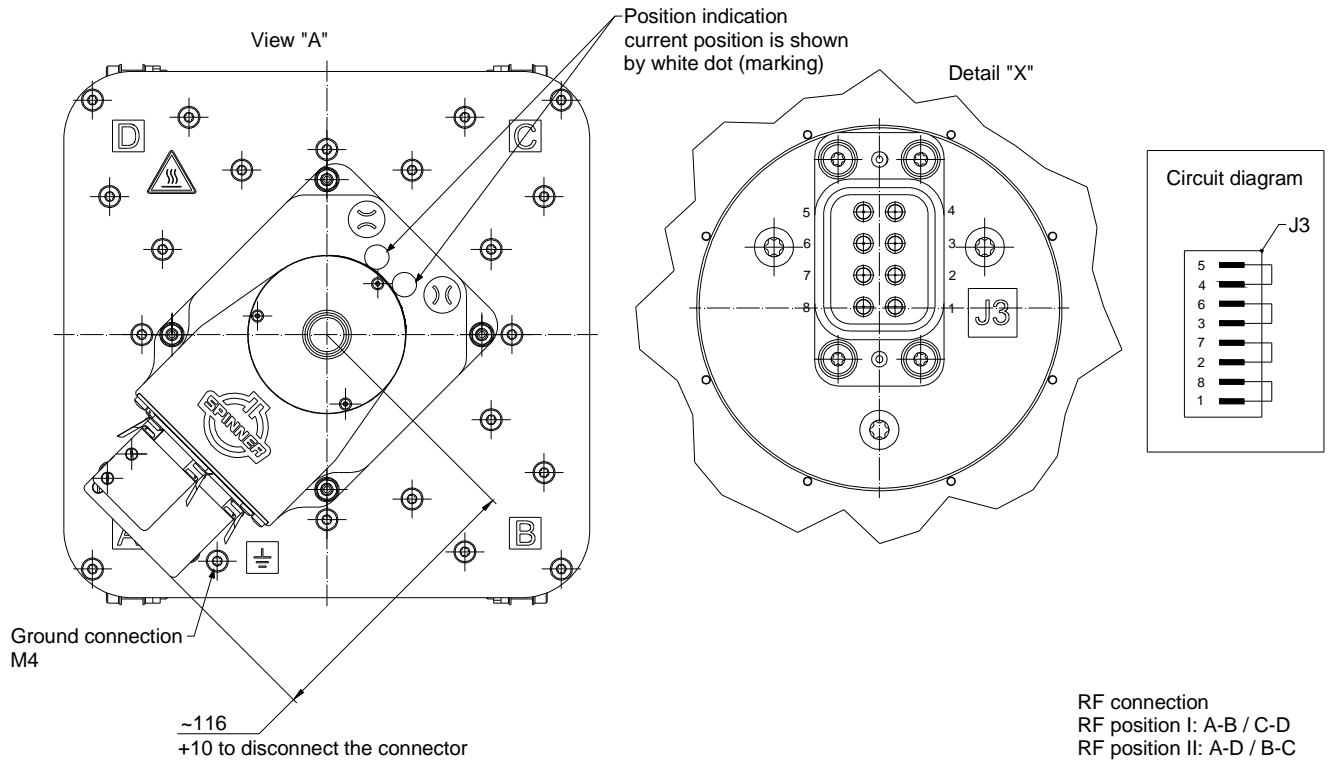 View "A"
Position indication
current position is shown
by white dot (marking)
Detail "X"
D
C
SPINNER
A
B
Ground connection
M4
~116
+10 to disconnect the connector
5 4
6 3
7 2
8 1
J3
Circuit diagram
J3
5
4
6
3
7
2
8
1
RF connection
RF position I: A-B / C-D
RF position II: A-D / B-C